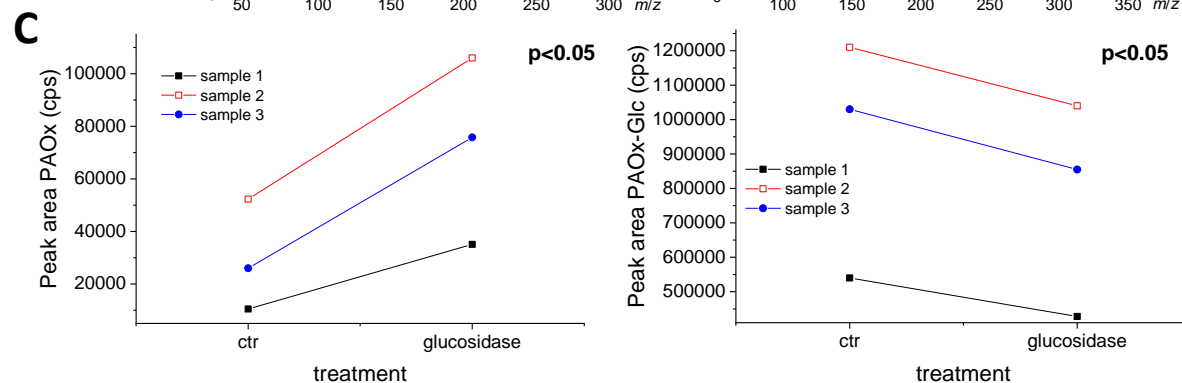 50 100 150 200 250 300 m/z
100 150 200 250 300 350 m/z
C
Peak area PAOx (cps)
100000
80000
60000
40000
20000
sample 1
sample 2
sample 3
p<0.05
ctr glucosidase
treatment
Peak area PAOx-Glc (cps)
1200000
1100000
1000000
900000
800000
700000
600000
500000
sample 1
sample 2
sample 3
p<0.05
ctr glucosidase
treatment